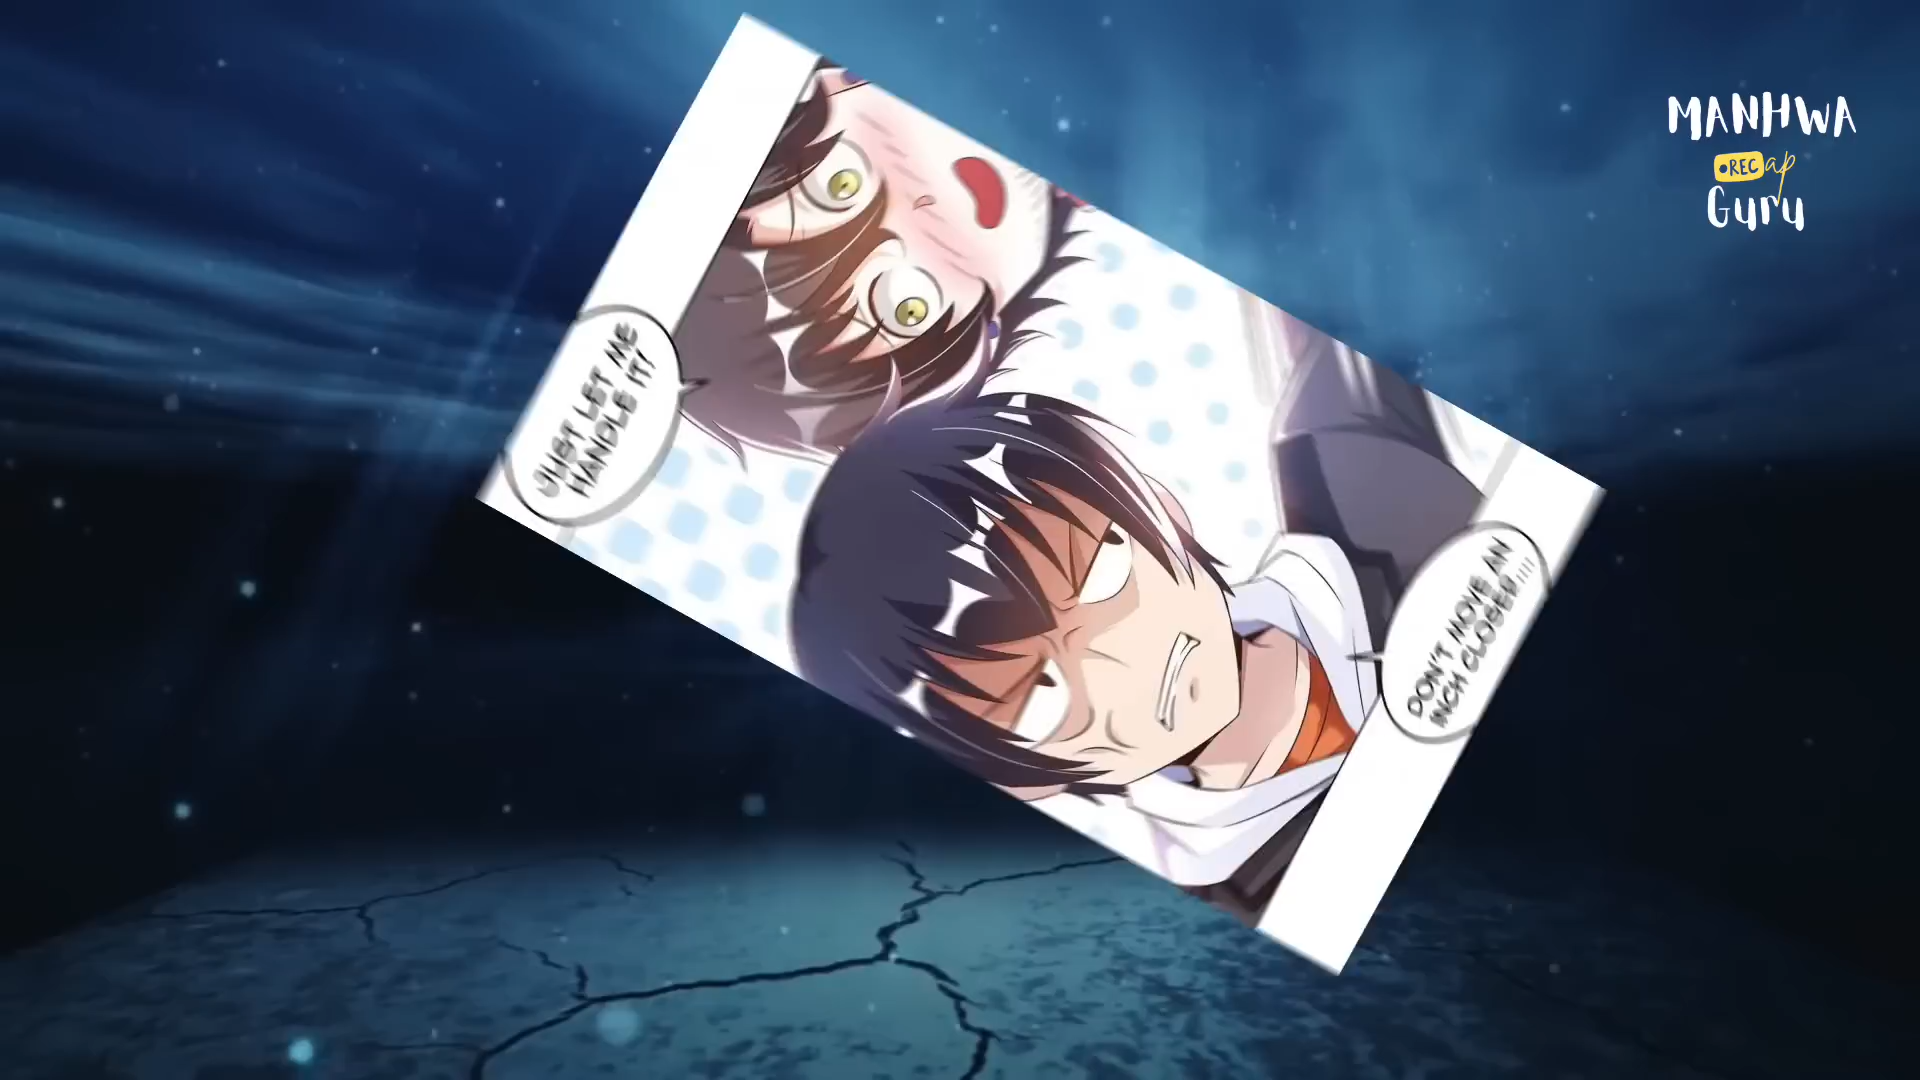 MANHWA
REC ap
Guru
JUST LET ME
HANDLE IT!
DON'T MOVE AN
INCH CLOSER!!!!!